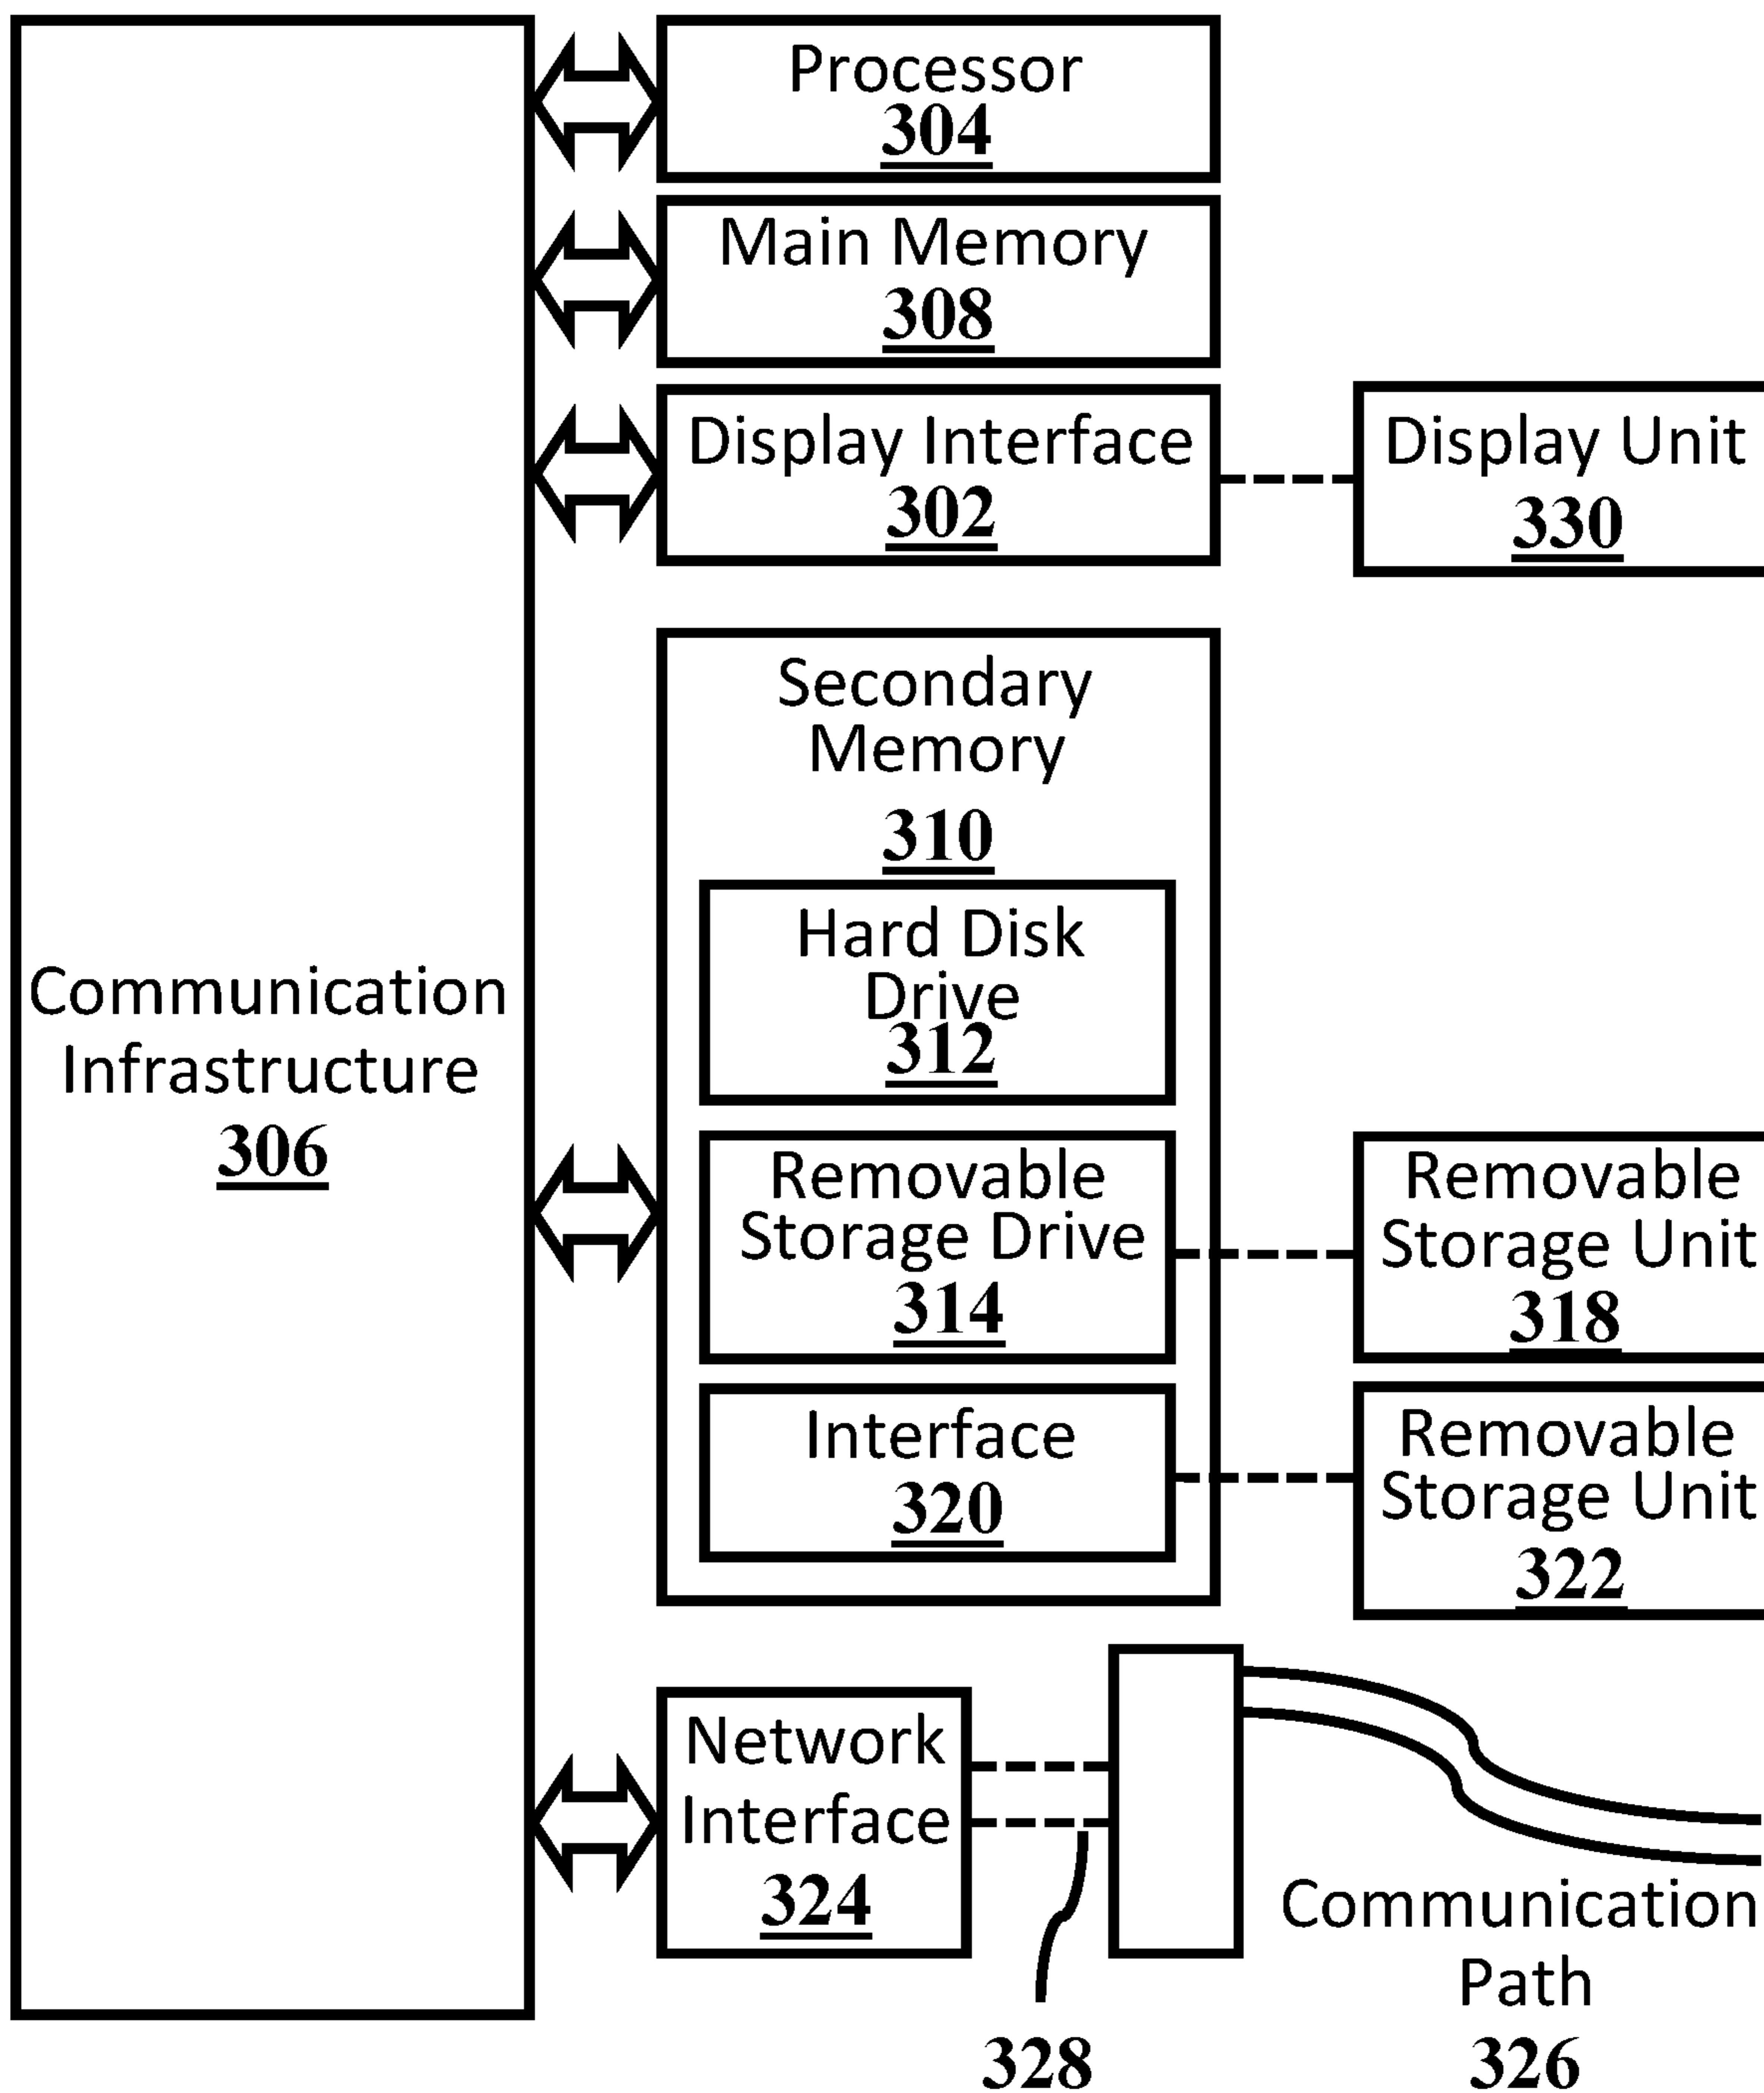 Processor
304
Main Memory
308
Display Interface
302
Display Unit
330
Secondary
Memory
310
Hard Disk
Drive
312
Communication
Infrastructure
306
Removable
Storage Drive
314
Removable
Storage Unit
318
Interface
320
Removable
Storage Unit
322
Network
Interface
324
328
Communication
Path
326